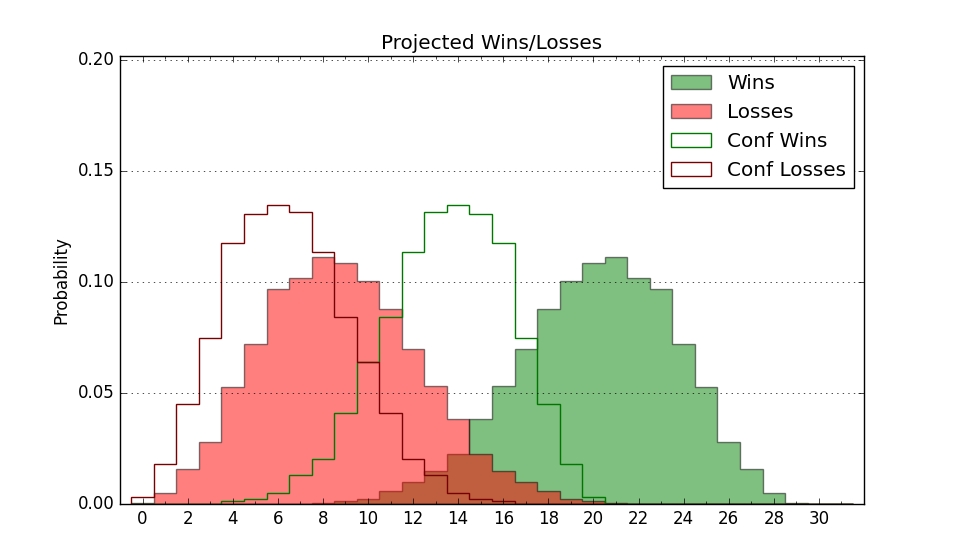 Projected Wins/Losses
0.20
0.15
0.10
0.05
0.00
Probability
Wins
Losses
Conf Wins
Conf Losses
0 2 4 6 8 10 12 14 16 18 20 22 24 26 28 30